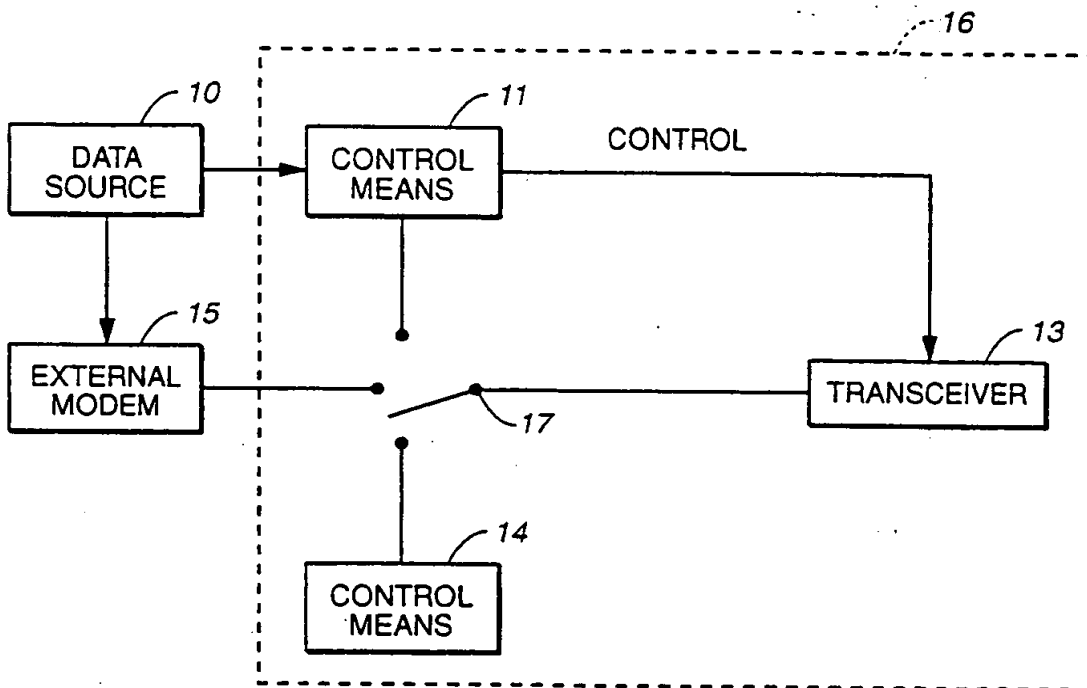 16
10
11
DATA
SOURCE
CONTROL
MEANS
CONTROL
15
13
EXTERNAL
MODEM
TRANSCEIVER
17
14
CONTROL
MEANS